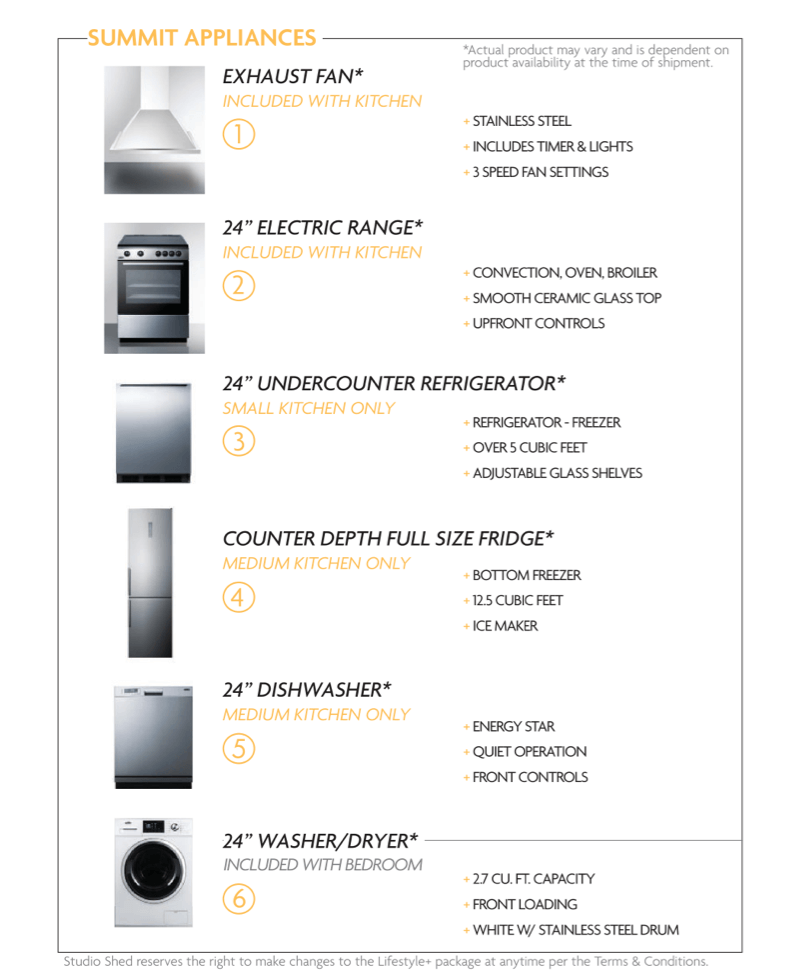 SUMMIT APPLIANCES
*Actual product may vary and is dependent on
product availability at the time of shipment.
EXHAUST FAN*
INCLUDED WITH KITCHEN
1
+ STAINLESS STEEL
+ INCLUDES TIMER & LIGHTS
+ 3 SPEED FAN SETTINGS
24” ELECTRIC RANGE*
INCLUDED WITH KITCHEN
2
+ CONVECTION, OVEN, BROILER
+ SMOOTH CERAMIC GLASS TOP
+ UPFRONT CONTROLS
24” UNDERCOUNTER REFRIGERATOR*
SMALL KITCHEN ONLY
3
+ REFRIGERATOR - FREEZER
+ OVER 5 CUBIC FEET
+ ADJUSTABLE GLASS SHELVES
COUNTER DEPTH FULL SIZE FRIDGE*
MEDIUM KITCHEN ONLY
4
+ BOTTOM FREEZER
+ 12.5 CUBIC FEET
+ ICE MAKER
24” DISHWASHER*
MEDIUM KITCHEN ONLY
5
+ ENERGY STAR
+ QUIET OPERATION
+ FRONT CONTROLS
24” WASHER/DRYER*
INCLUDED WITH BEDROOM
6
+ 2.7 CU. FT. CAPACITY
+ FRONT LOADING
+ WHITE W/ STAINLESS STEEL DRUM
Studio Shed reserves the right to make changes to the Lifestyle+ package at anytime per the Terms & Conditions.